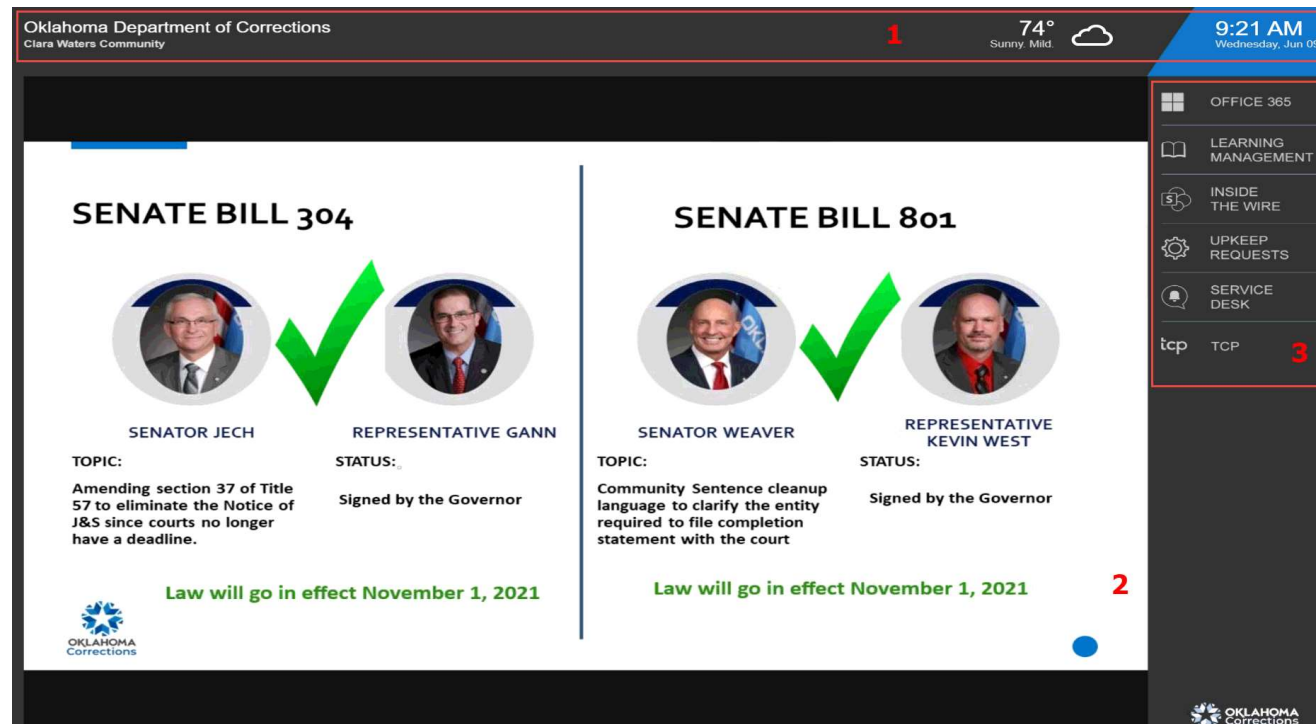 Oklahoma Department of Corrections
Clara Waters Community
1
74°
Sunny. Mild.
9:21 AM
Wednesday, Jun 09
OFFICE 365
LEARNING
MANAGEMENT
INSIDE
THE WIRE
UPKEEP
REQUESTS
SERVICE
DESK
tcp TCP
3
SENATE BILL 304
SENATOR JECH
REPRESENTATIVE GANN
TOPIC:
STATUS:
Amending section 37 of Title
57 to eliminate the Notice of
J&S since courts no longer
have a deadline.
Signed by the Governor
Law will go in effect November 1, 2021
OKLAHOMA
Corrections
SENATE BILL 801
SENATOR WEAVER
REPRESENTATIVE
KEVIN WEST
TOPIC:
STATUS:
Community Sentence cleanup
language to clarify the entity
required to file completion
statement with the court
Signed by the Governor
Law will go in effect November 1, 2021
2
OKLAHOMA
Corrections